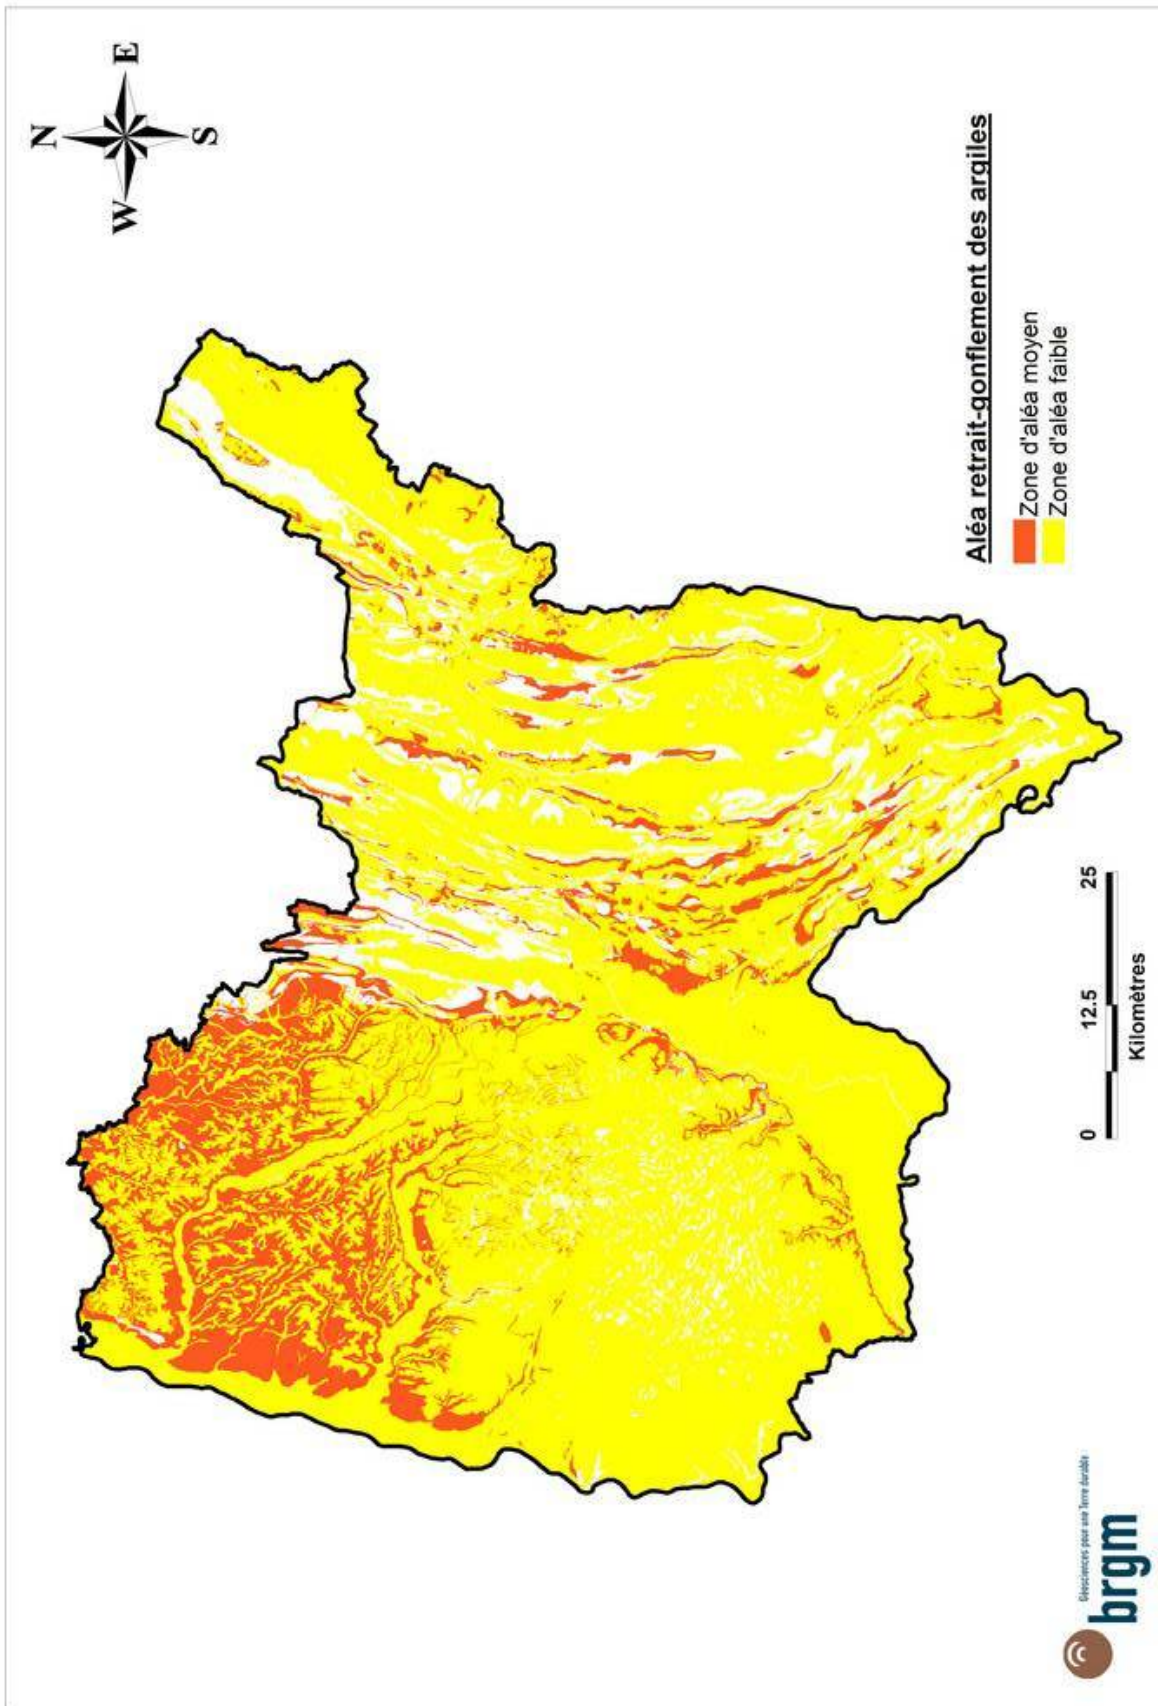 N
W E
S
Aléa retrait-gonflement des argiles
Zone d'aléa moyen
Zone d'aléa faible
0 12.5 25
Kilomètres
Géosciences pour une Terre durable
brgm